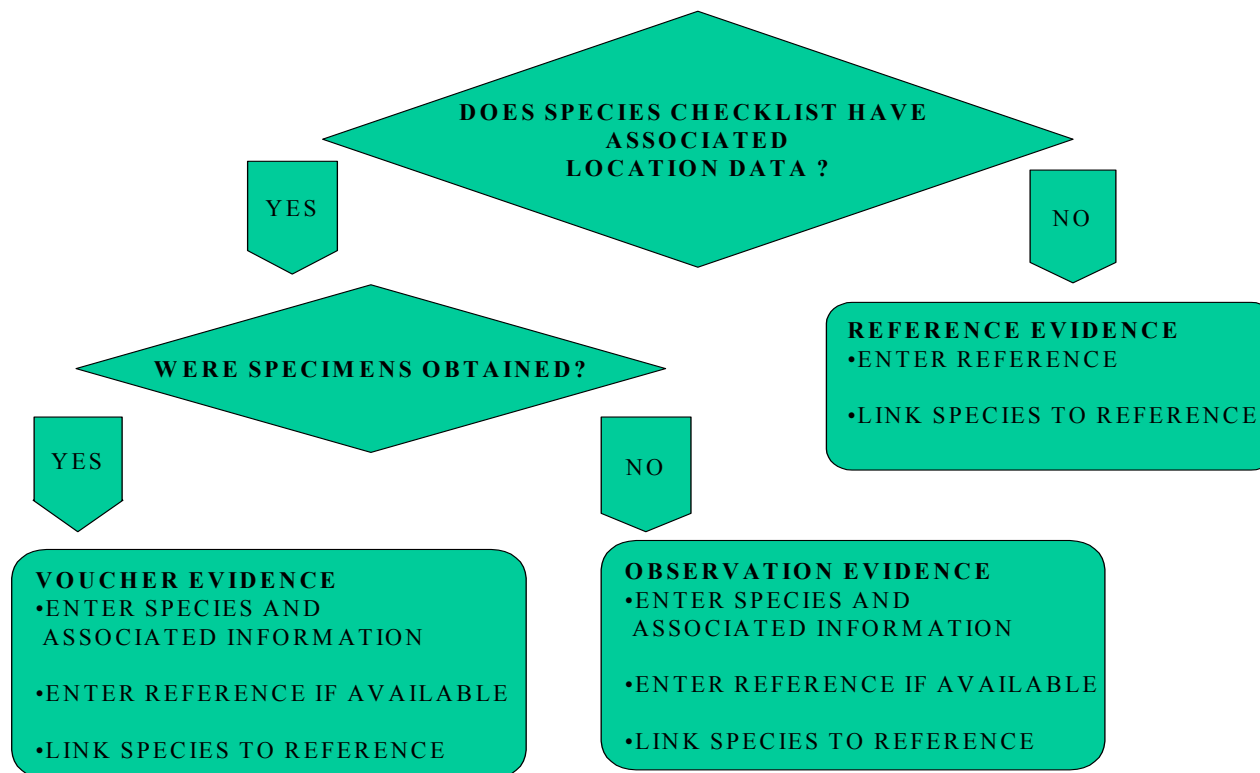 DOES SPECIES CHECKLIST HAVE
ASSOCIATED
LOCATION DATA ?
YES
NO
WERE SPECIMENS OBTAINED?
REFERENCE EVIDENCE
•ENTER REFERENCE
•LINK SPECIES TO REFERENCE
YES
NO
VOUCHER EVIDENCE
•ENTER SPECIES AND
ASSOCIATED INFORMATION
•ENTER REFERENCE IF AVAILABLE
•LINK SPECIES TO REFERENCE
OBSERVATION EVIDENCE
•ENTER SPECIES AND
ASSOCIATED INFORMATION
•ENTER REFERENCE IF AVAILABLE
•LINK SPECIES TO REFERENCE